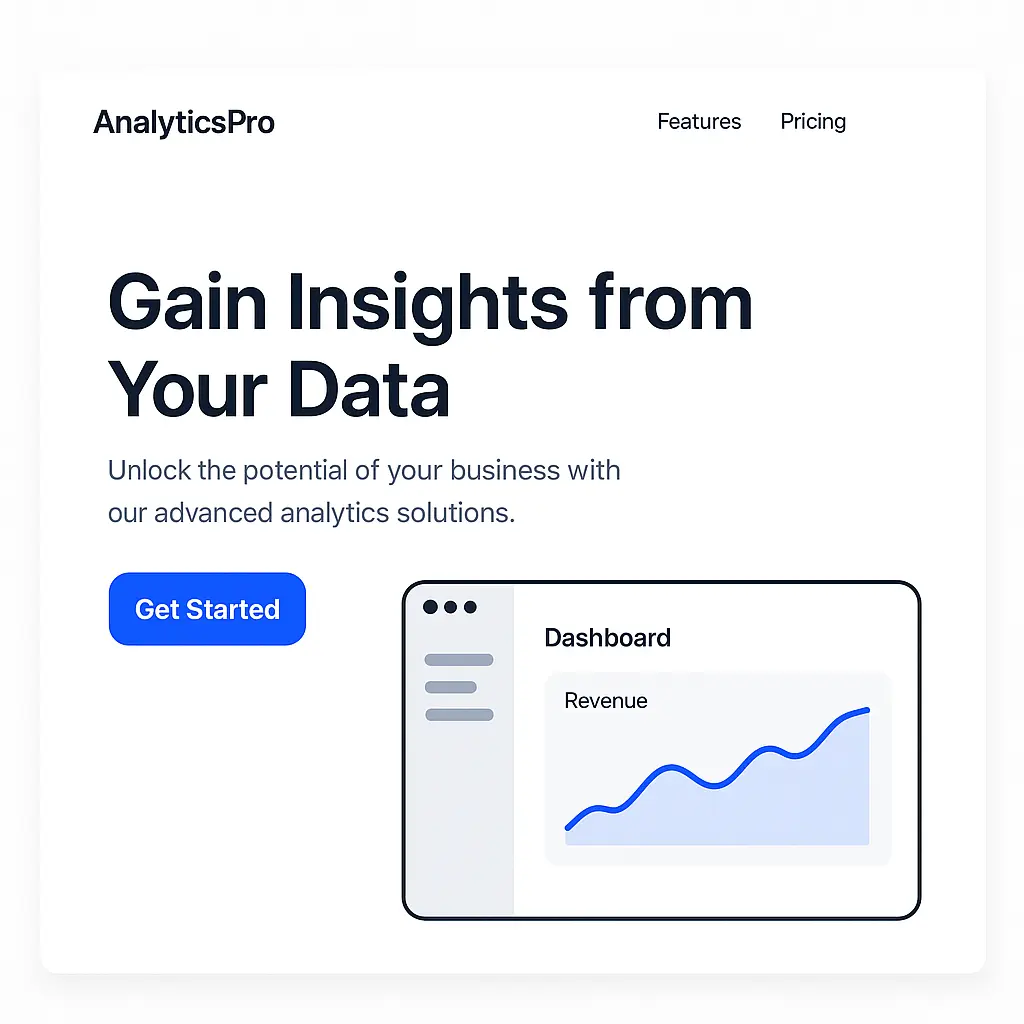 AnalyticsPro
Features Pricing
Gain Insights from
Your Data
Unlock the potential of your business with
our advanced analytics solutions.
Get Started
Dashboard
Revenue